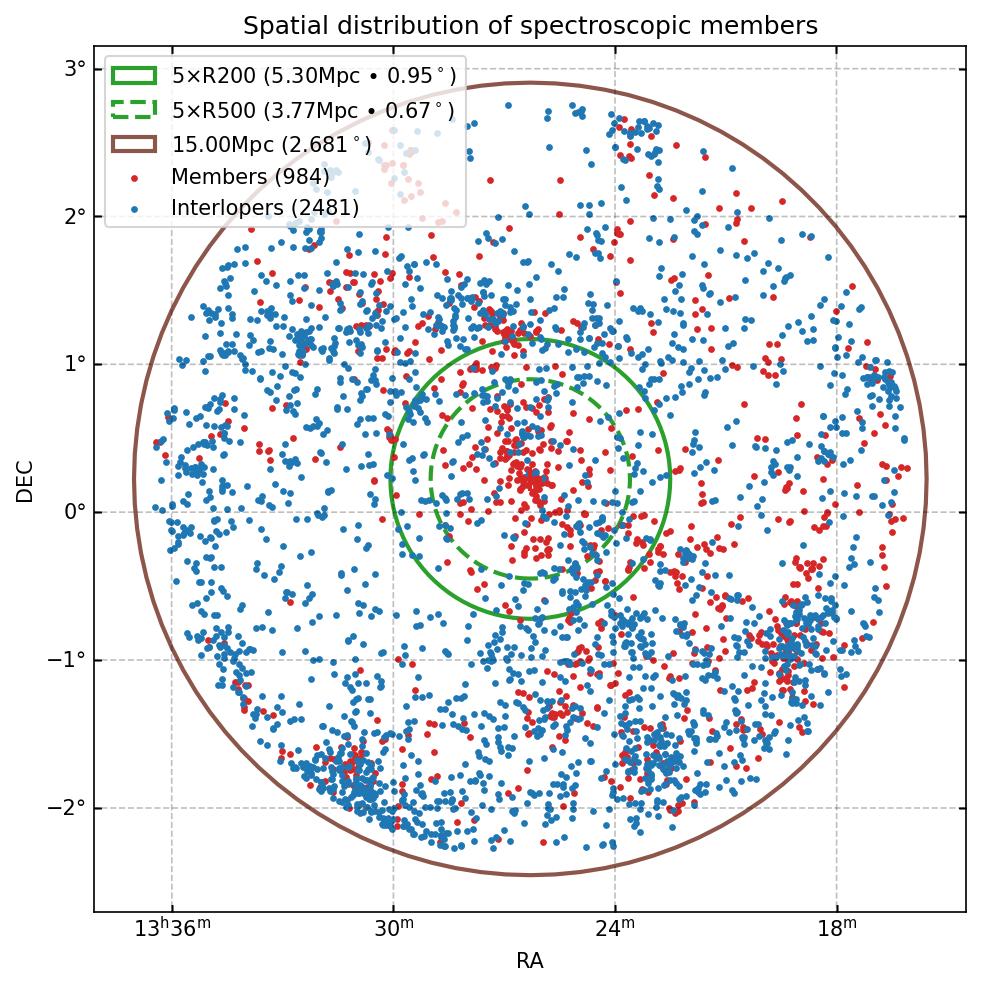 Spatial distribution of spectroscopic members
5×R200 (5.30Mpc • 0.95°)
5×R500 (3.77Mpc • 0.67°)
15.00Mpc (2.681°)
Members (984)
Interlopers (2481)
3°
2°
1°
0°
−1°
−2°
DEC
13ʰ36ᵐ
30ᵐ
24ᵐ
18ᵐ
RA